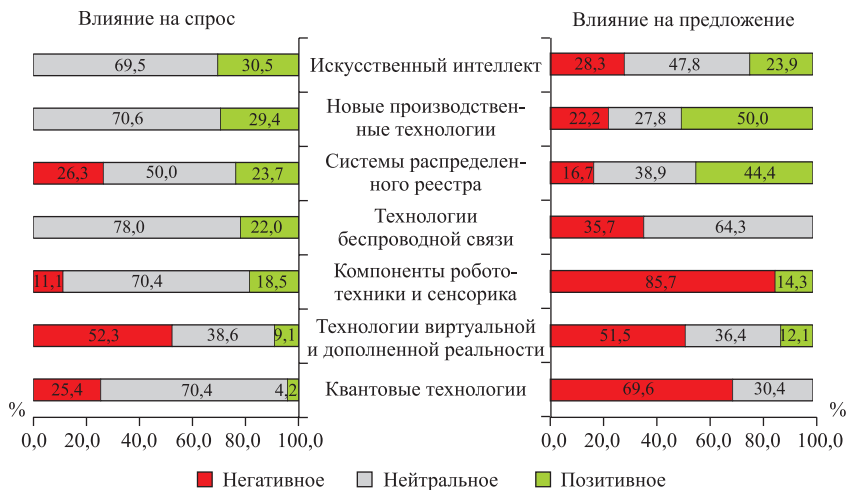 Влияние на спрос
Влияние на предложение
69,5 30,5
Искусственный интеллект
28,3 47,8 23,9
70,6 29,4
Новые производствен-
ные технологии
22,2 27,8 50,0
26,3 50,0 23,7
Системы распределен-
ного реестра
16,7 38,9 44,4
78,0 22,0
Технологии
беспроводной связи
35,7 64,3
11,1 70,4 18,5
Компоненты робото-
техники и сенсорика
85,7 14,3
52,3 38,6 9,1
Технологии виртуальной
и дополненной реальности
51,5 36,4 12,1
25,4 70,4 4,2
Квантовые технологии
69,6 30,4
% %
0,0 20,0 40,0 60,0 80,0 100,0
0,0 20,0 40,0 60,0 80,0 100,0
Негативное Нейтральное Позитивное